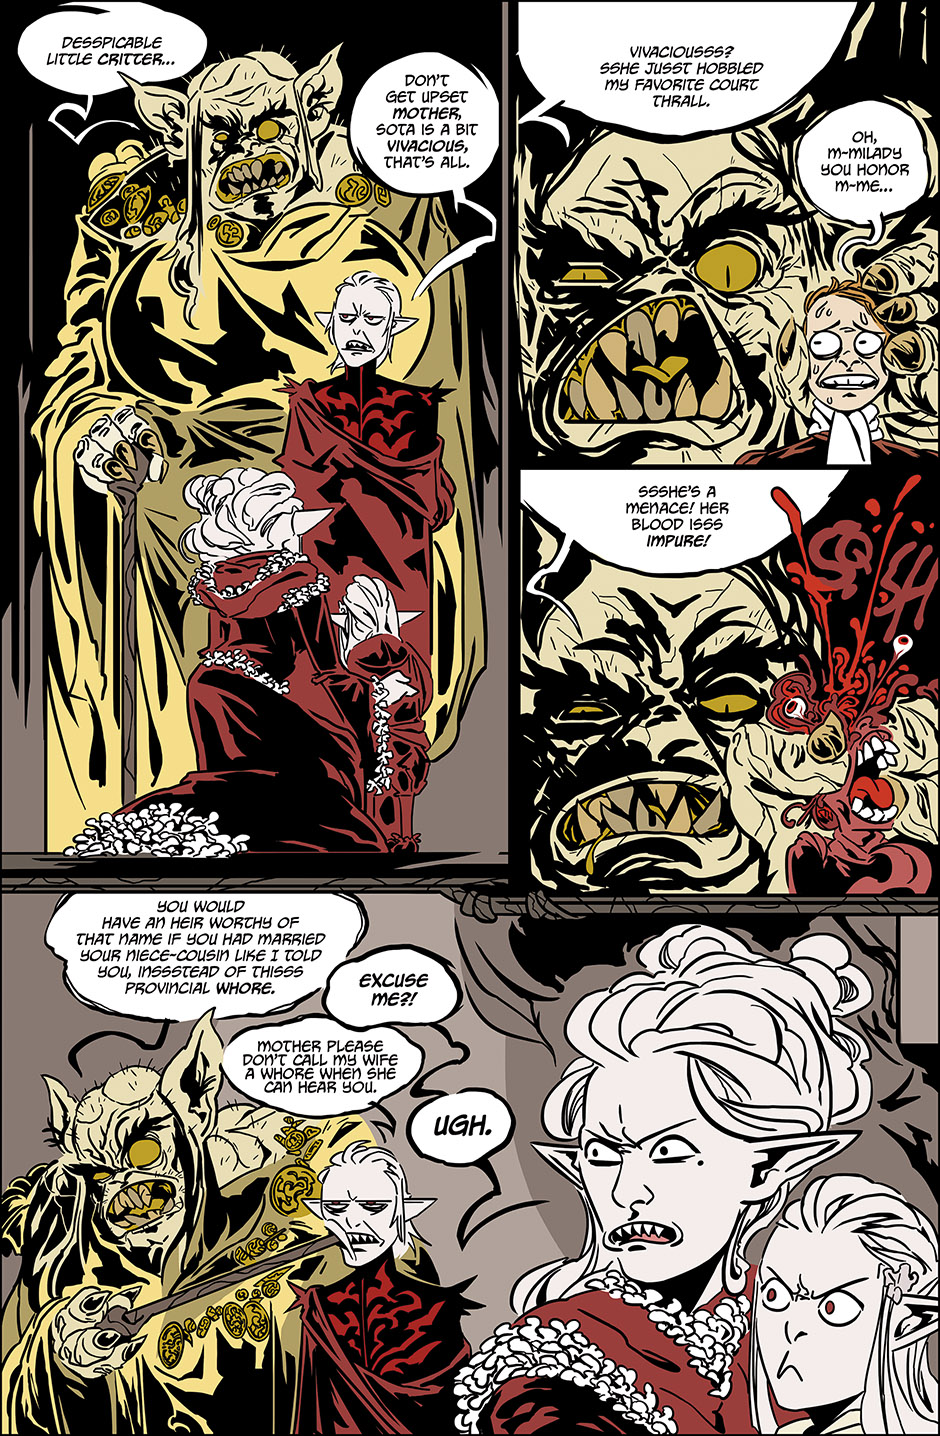 DESSPICABLE
LITTLE CRITTER...
DON'T
GET UPSET
MOTHER,
SOTA IS A BIT
VIVACIOUS,
THAT'S ALL.
VIVACIOUSSS?
SSHE JUSST HOBBLED
MY FAVORITE COURT
THRALL.
OH,
M-MILADY
YOU HONOR
M-ME...
SSSHE'S A
MENACE! HER
BLOOD ISSS
IMPURE!
SQ
SH
YOU WOULD
HAVE AN HEIR WORTHY OF
THAT NAME IF YOU HAD MARRIED
YOUR NIECE-COUSIN LIKE I TOLD
YOU, INSSSTEAD OF THISSS
PROVINCIAL WHORE.
EXCUSE
ME?!
MOTHER PLEASE
DON'T CALL MY WIFE
A WHORE WHEN SHE
CAN HEAR YOU.
UGH.